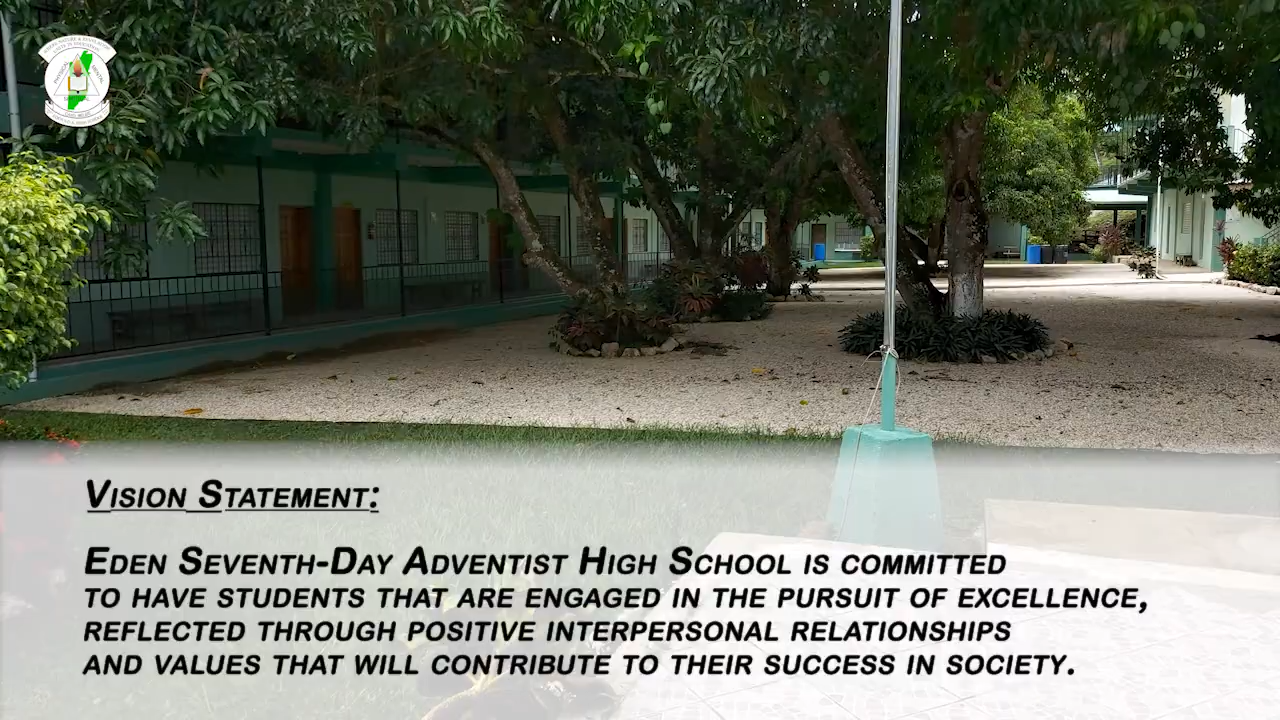 Vision Statement:
Eden Seventh-Day Adventist High School is committed
to have students that are engaged in the pursuit of excellence,
reflected through positive interpersonal relationships
and values that will contribute to their success in society.